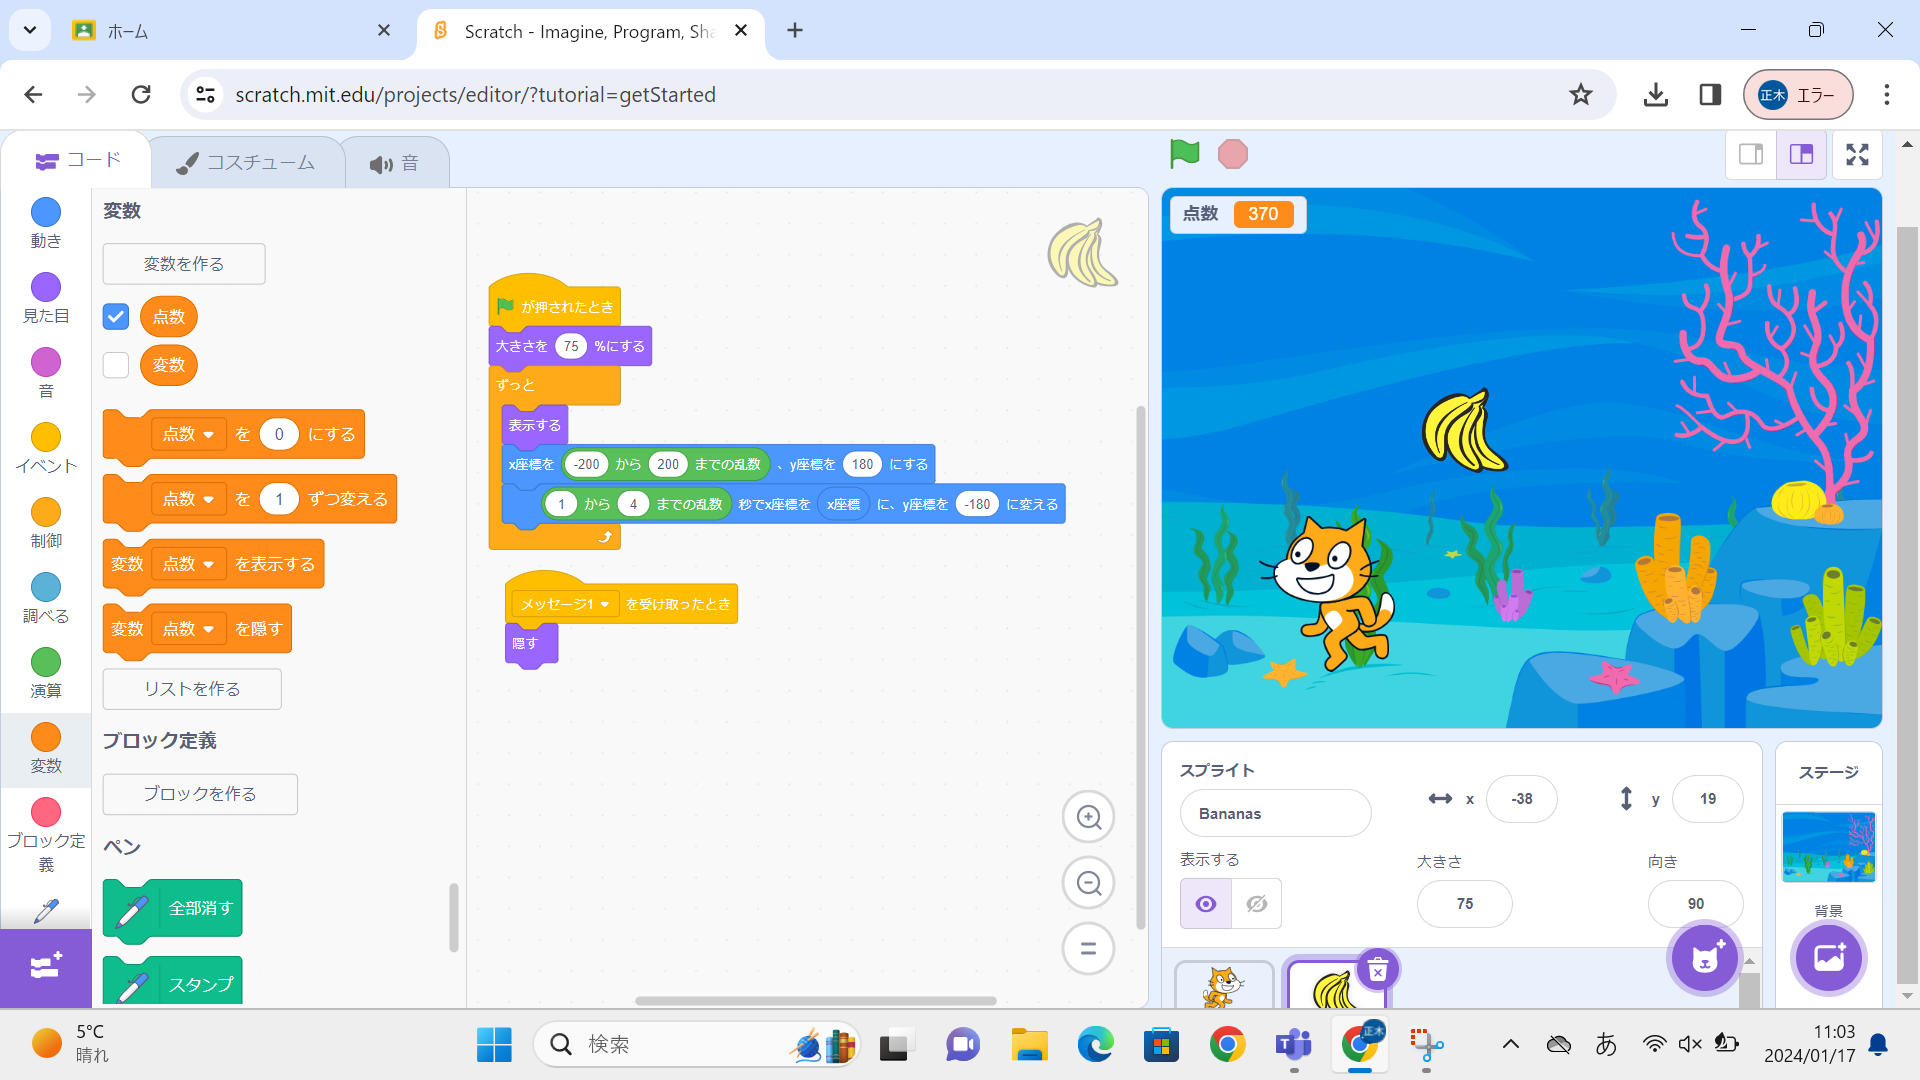 ホーム
Scratch - Imagine, Program, Sha
scratch.mit.edu/projects/editor/?tutorial=getStarted
正木 エラー
コード
コスチューム
音
動き
見た目
音
イベント
制御
調べる
演算
変数
ブロック定
義
変数
変数を作る
点数
変数
点数 を 0 にする
点数 を 1 ずつ変える
変数 点数 を表示する
変数 点数 を隠す
リストを作る
ブロック定義
ブロックを作る
ペン
全部消す
スタンプ
が押されたとき
大きさを 75 %にする
ずっと
表示する
x座標を -200 から 200 までの乱数 、y座標を 180 にする
1 から 4 までの乱数 秒でx座標を x座標 に、y座標を -180 に変える
メッセージ1 を受け取ったとき
隠す
点数 370
スプライト
Bananas
x -38
y 19
表示する
大きさ
75
向き
90
ステージ
背景
5°C
晴れ
検索
正木
あ
11:03
2024/01/17